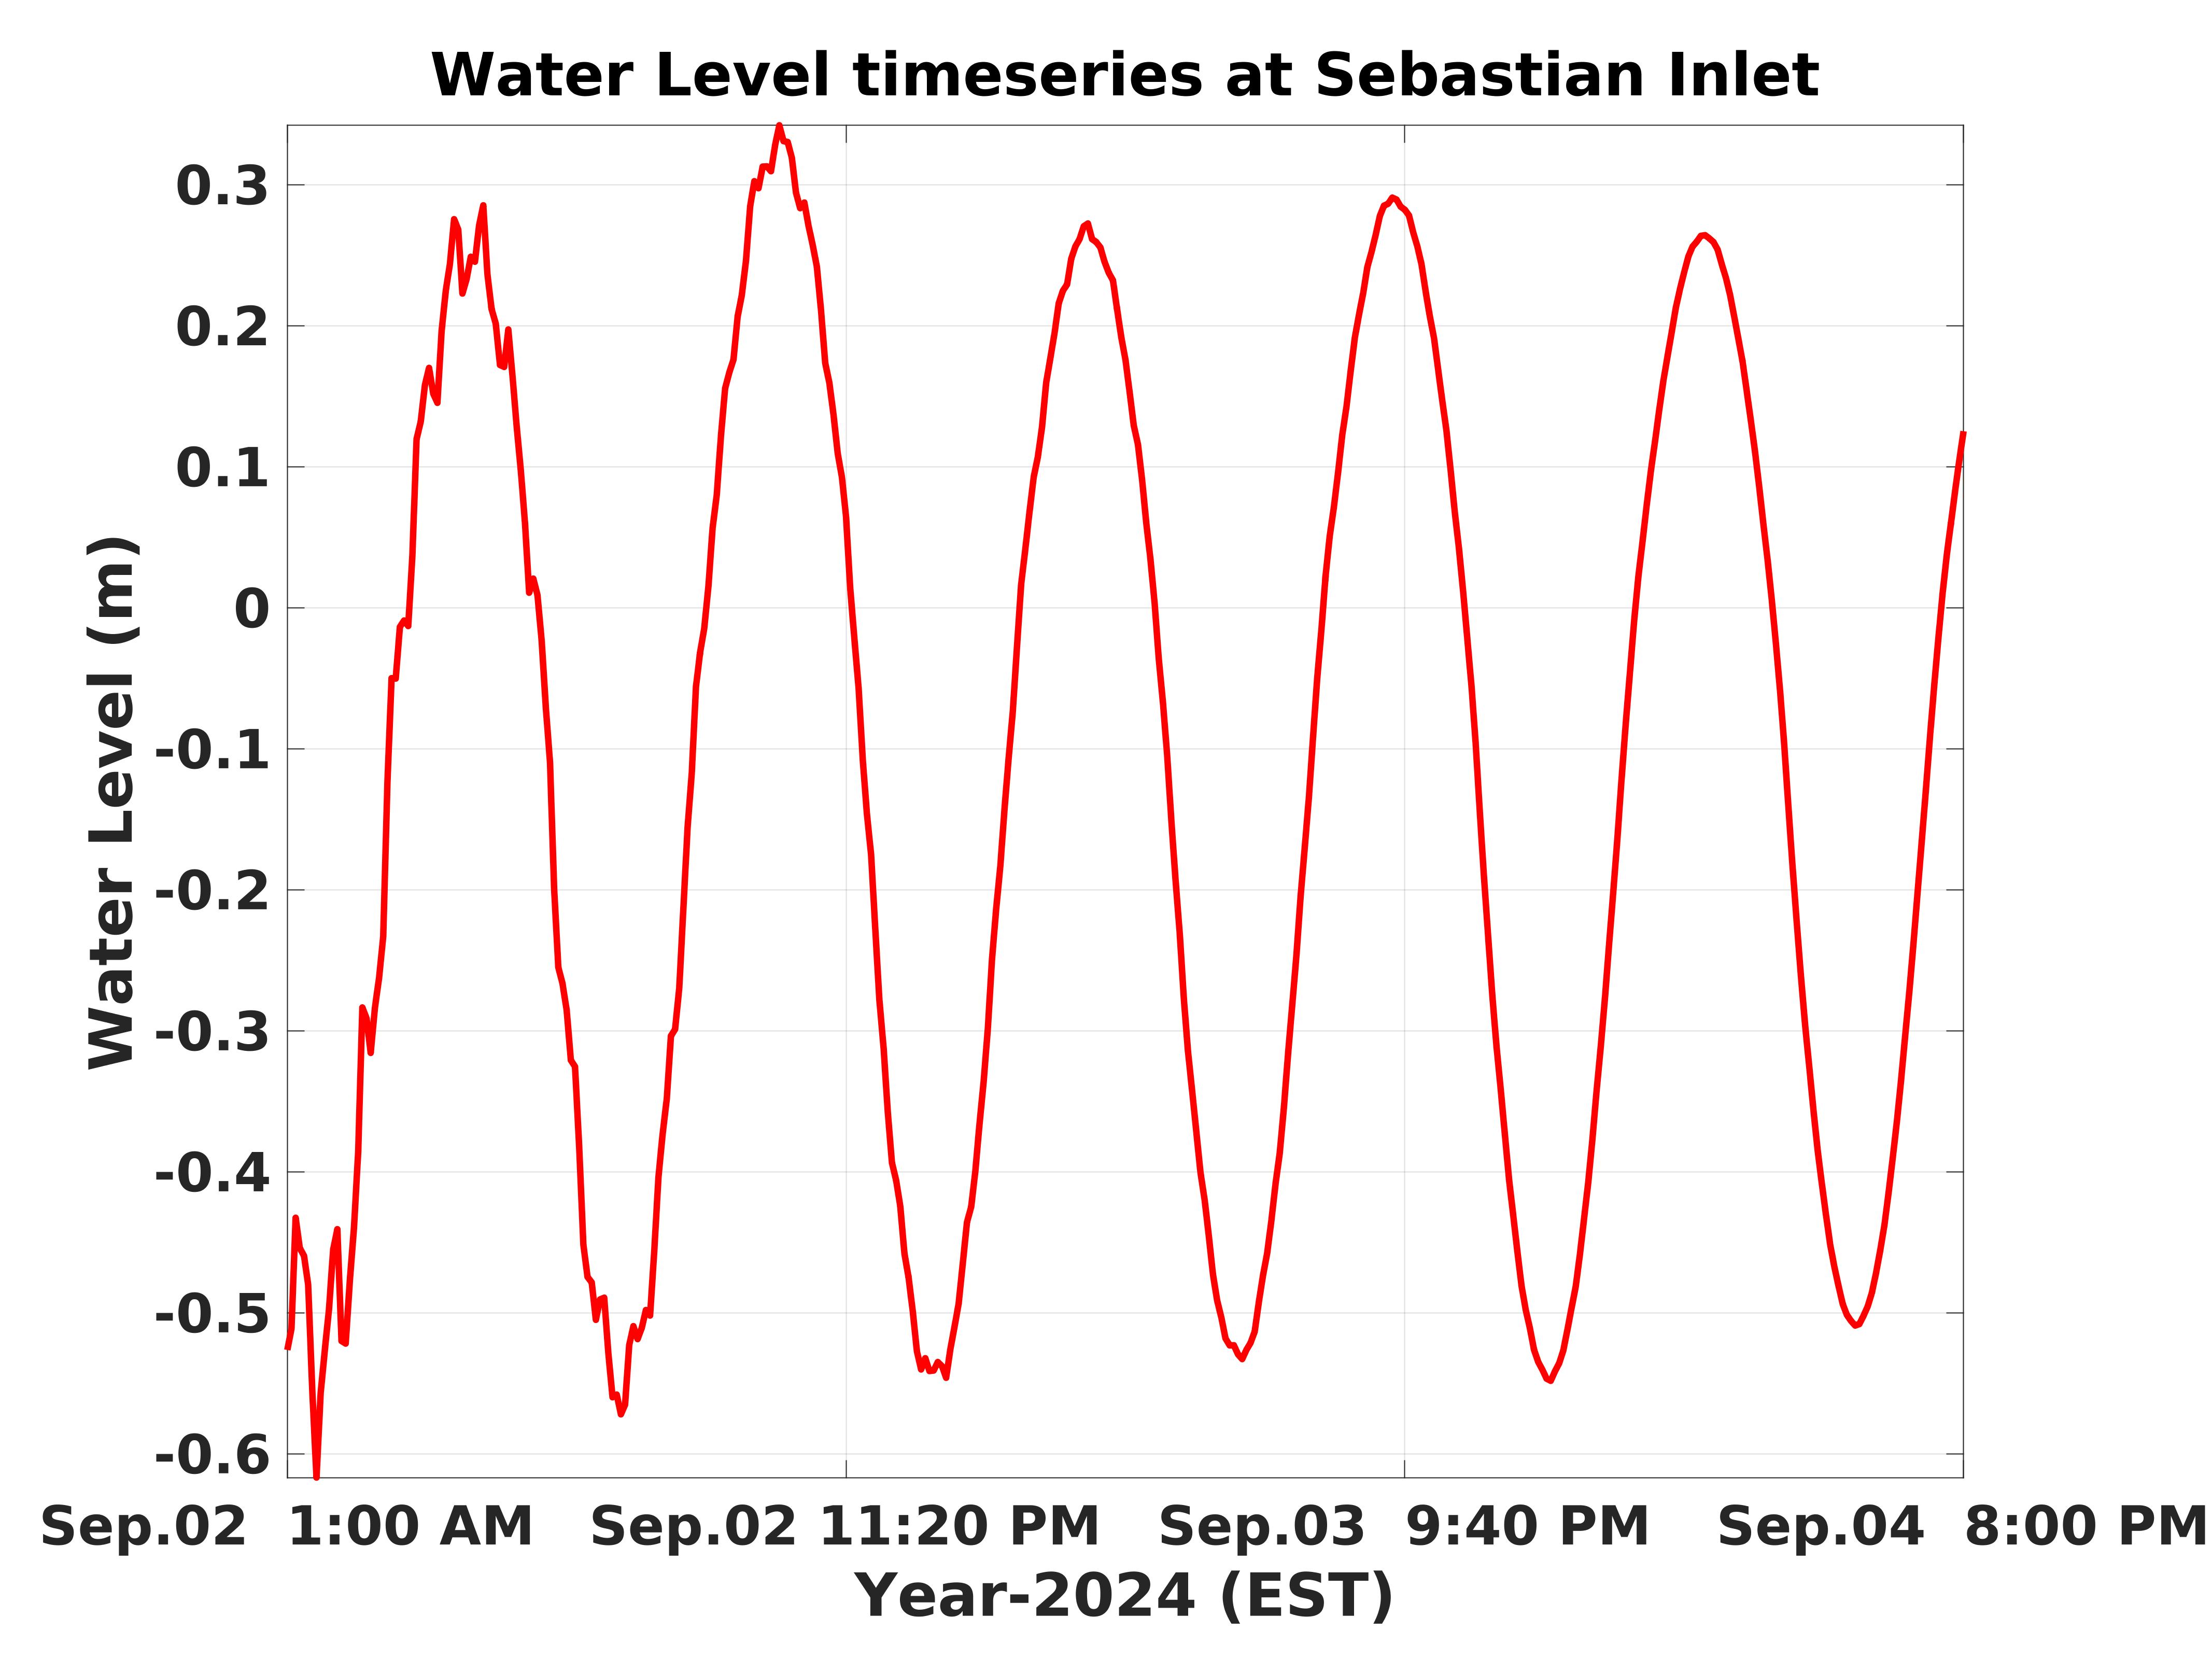 Water Level timeseries at Sebastian Inlet
Water Level (m)
0.3
0.2
0.1
0
-0.1
-0.2
-0.3
-0.4
-0.5
-0.6
Sep.02 1:00 AM Sep.02 11:20 PM Sep.03 9:40 PM Sep.04 8:00 PM
Year-2024 (EST)